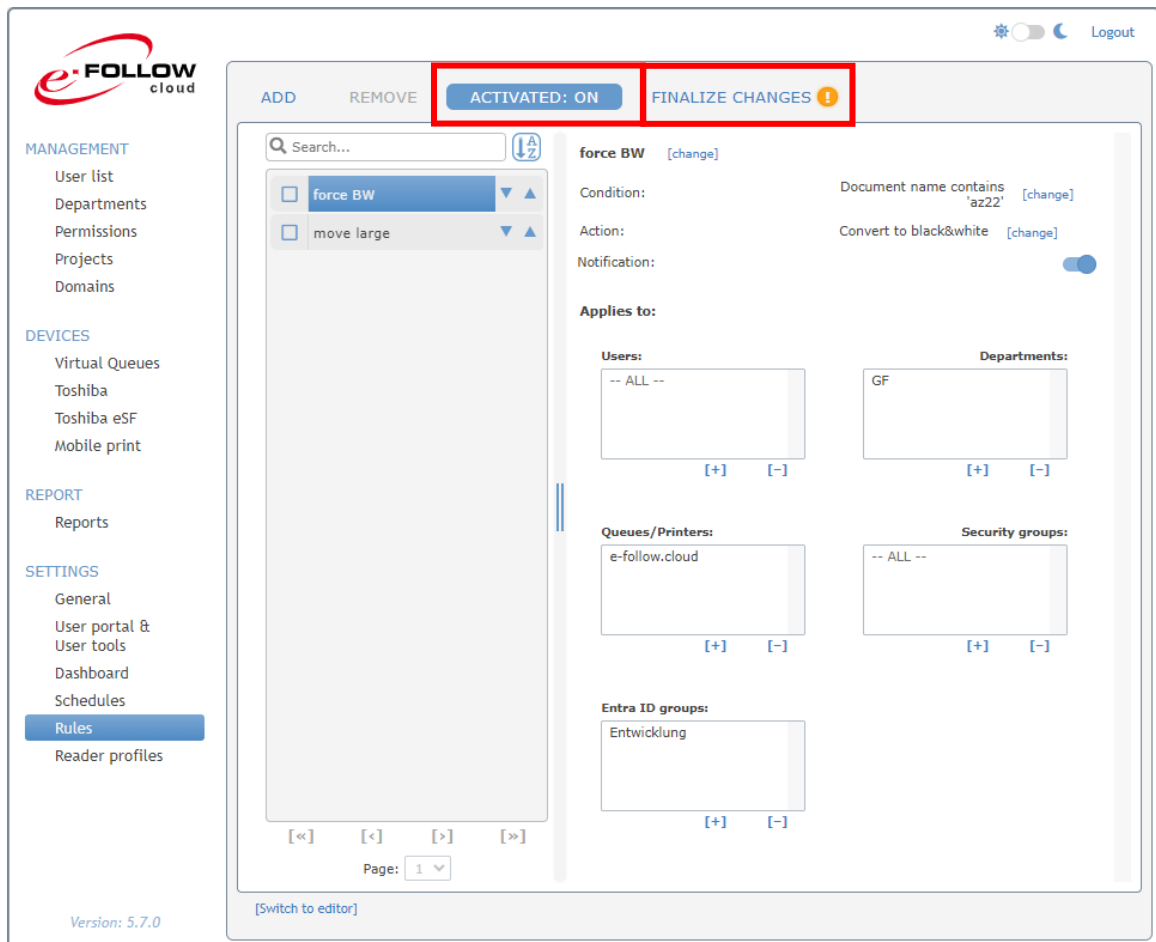 Logout
e-FOLLOW
cloud
ADD REMOVE ACTIVATED: ON FINALIZE CHANGES !
MANAGEMENT
User list
Departments
Permissions
Projects
Domains
DEVICES
Virtual Queues
Toshiba
Toshiba eSF
Mobile print
REPORT
Reports
SETTINGS
General
User portal &
User tools
Dashboard
Schedules
Rules
Reader profiles
Version: 5.7.0
Search... A Z
force BW ▼ ▲
move large ▼ ▲
[«] [‹] [›] [»]
Page: 1
force BW [change]
Condition: Document name contains
'az22' [change]
Action: Convert to black&white [change]
Notification:
Applies to:
Users: Departments:
-- ALL -- GF
[+] [−] [+] [−]
Queues/Printers: Security groups:
e-follow.cloud -- ALL --
[+] [−] [+] [−]
Entra ID groups:
Entwicklung
[+] [−]
[Switch to editor]